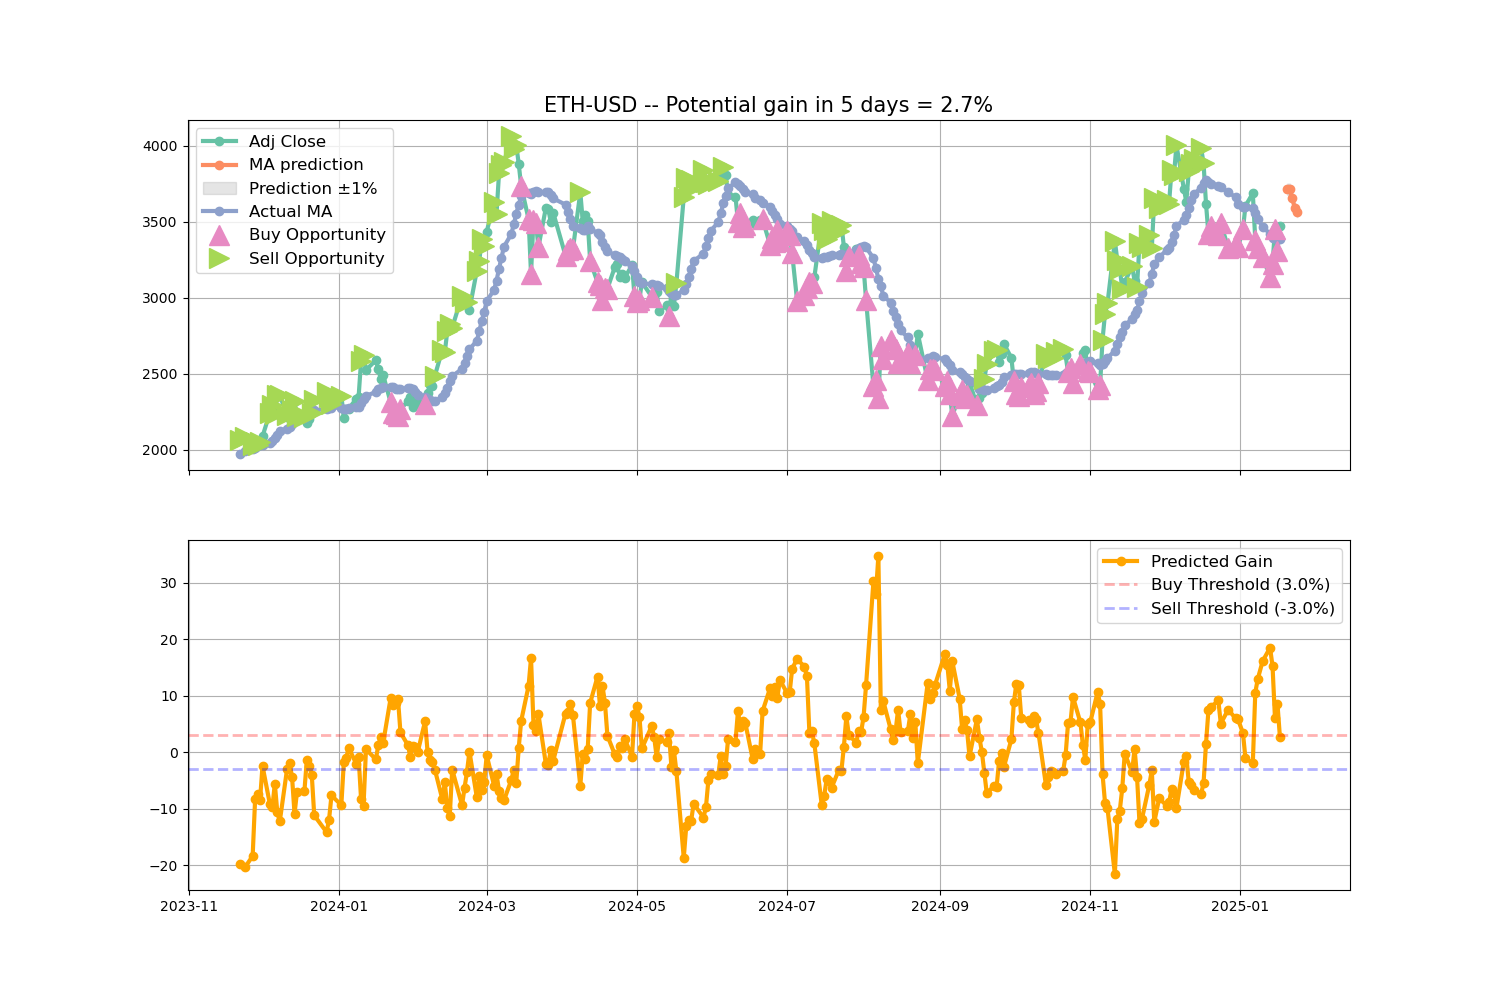 ETH-USD -- Potential gain in 5 days = 2.7%
4000
3500
3000
2500
2000
Adj Close
MA prediction
Prediction ±1%
Actual MA
Buy Opportunity
Sell Opportunity
30
20
10
0
−10
−20
Predicted Gain
Buy Threshold (3.0%)
Sell Threshold (-3.0%)
2023-11
2024-01
2024-03
2024-05
2024-07
2024-09
2024-11
2025-01